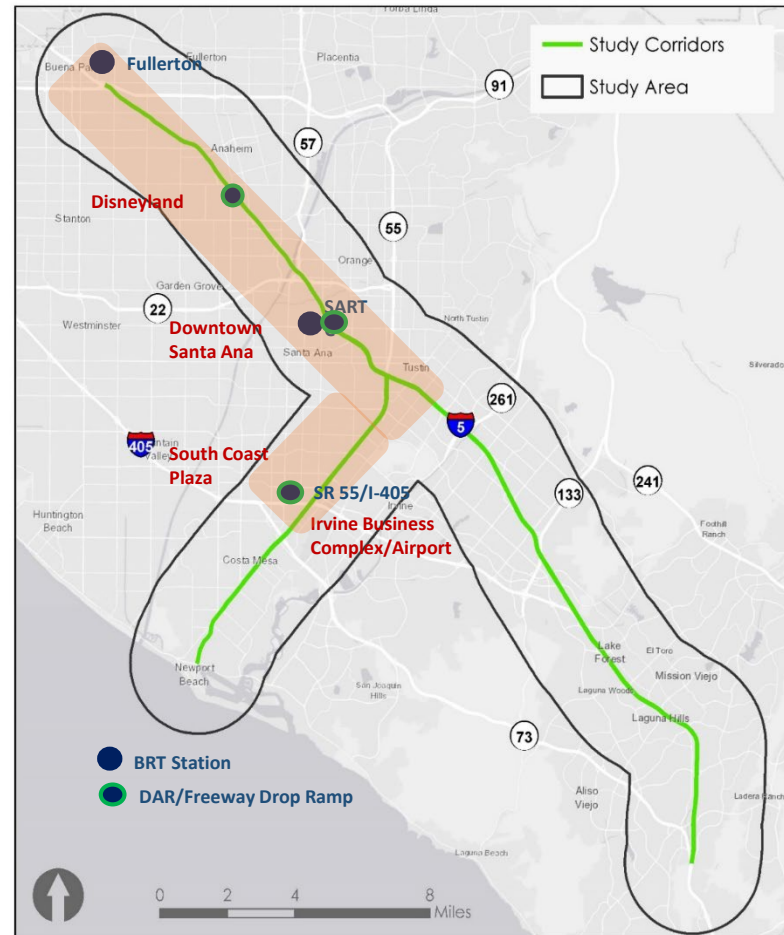 Yorba Linda
Study Corridors
Study Area
Fullerton
Placentia
Buena Pa
Fullerton
91
57
Anaheim
Disneyland
Stanton
55
Orange
Garden Grove
22
SART
North Tustin
Westminster
Downtown
Santa Ana
Santa Ana
Tustin
Silverado
261
5
405
ntain
Valley
South Coast
Plaza
133
241
SR 55/I-405
Huntington
Beach
Irvine
Irvine Business
Complex/Airport
Foothill
Ranch
Costa Mesa
Lake
Forest
El Toro
Newport
Beach
San Joaquin
Hills
Laguna Woods
Mission Viejo
Laguna Hills
73
BRT Station
DAR/Freeway Drop Ramp
Aliso
Viejo
Ladera Ranch
Laguna Beach
0 2 4 8
Miles